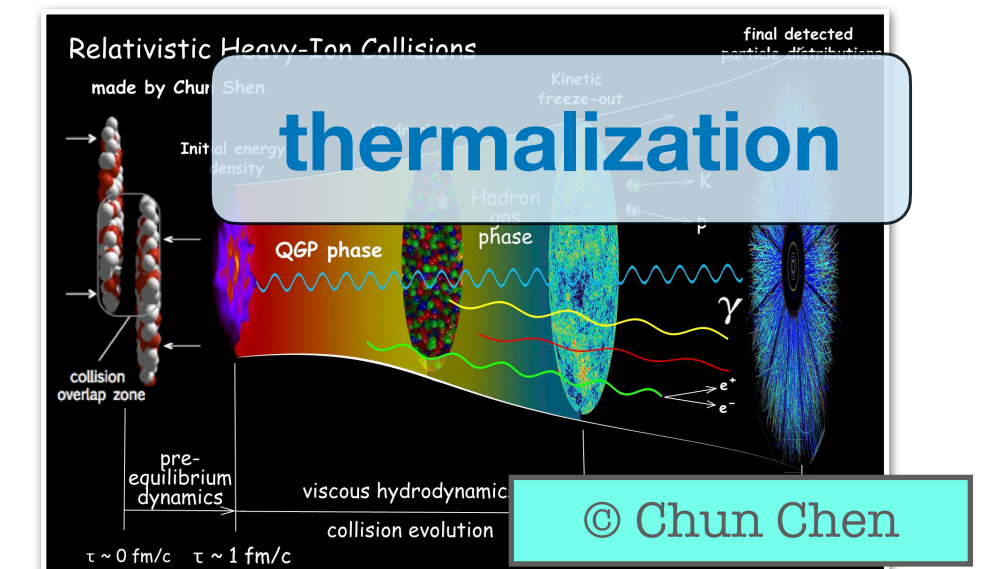 Relativistic Heavy-Ion Collisions
made by Chun Shen
final detected
particle distributions
Kinetic
freeze-out
thermalization
Initial energy
density
Hadron
gas
phase
K
p
QGP phase
γ
collision
overlap zone
e⁺
e⁻
pre-
equilibrium
dynamics
viscous hydrodynamics
collision evolution
© Chun Chen
τ ~ 0 fm/c
τ ~ 1 fm/c